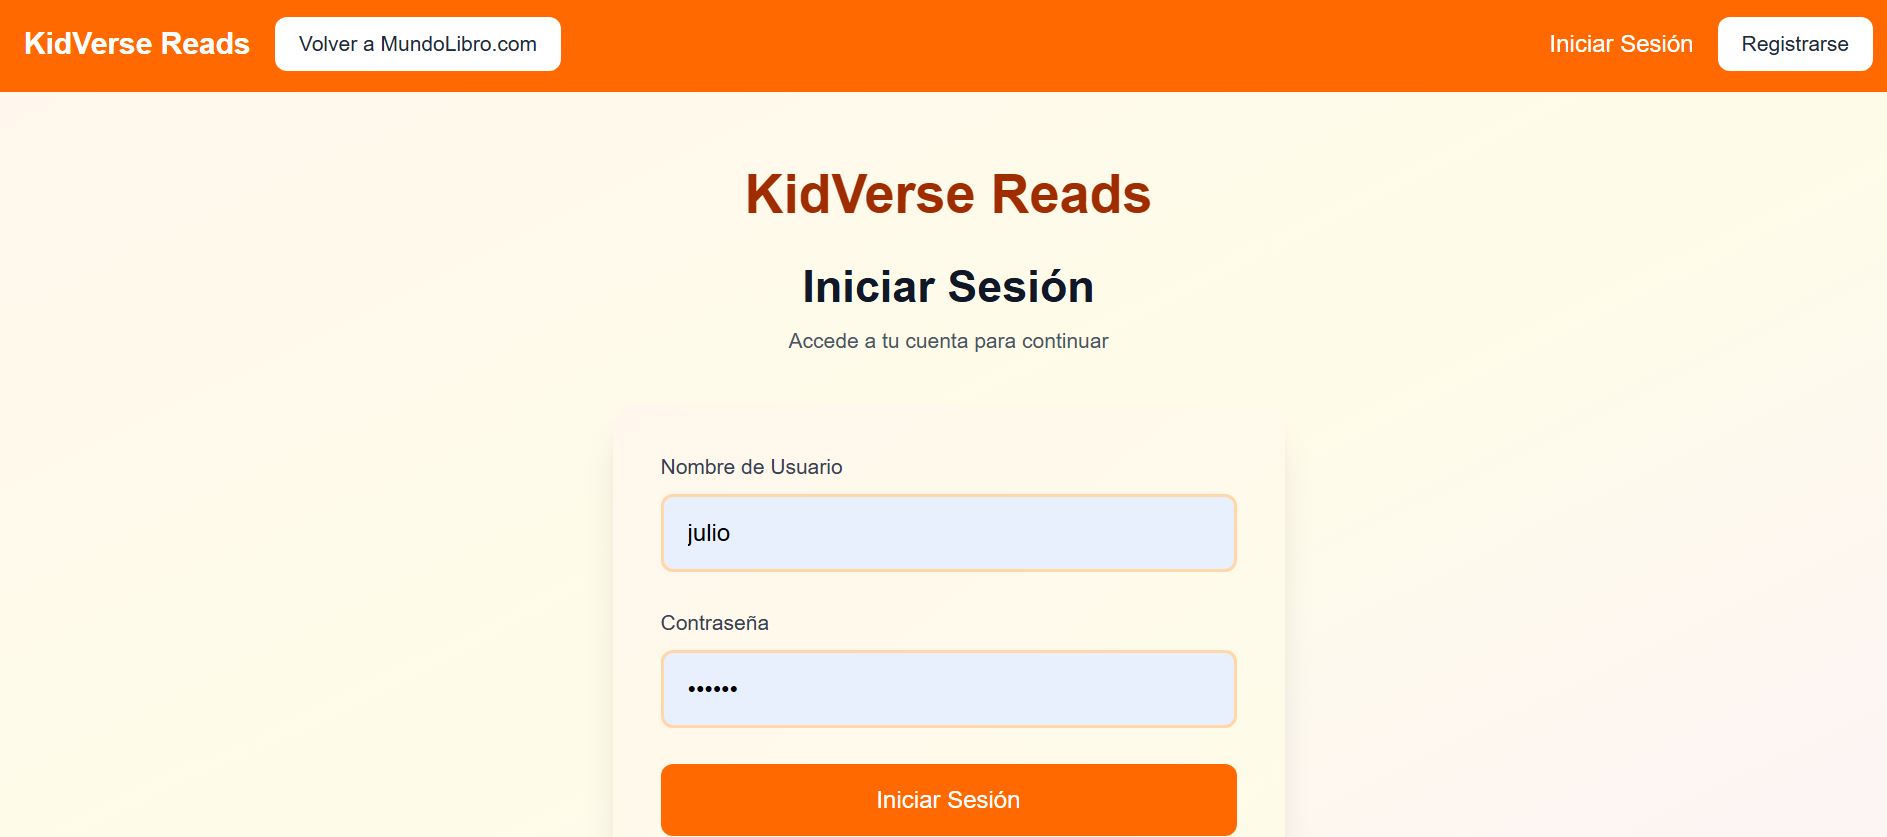 KidVerse Reads
Volver a MundoLibro.com
Iniciar Sesión
Registrarse
KidVerse Reads
Iniciar Sesión
Accede a tu cuenta para continuar
Nombre de Usuario
julio
Contraseña
••••••
Iniciar Sesión